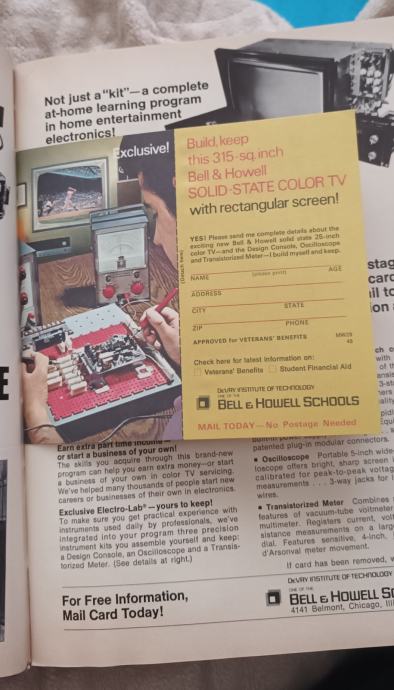 Not just a "kit"—a complete
at-home learning program
in home entertainment
electronics!
Exclusive!
Build, keep
this 315-sq. inch
Bell & Howell
SOLID-STATE COLOR TV
with rectangular screen!
YES! Please send me complete details about the
exciting new Bell & Howell solid state 25-inch
color TV—and the Design Console, Oscilloscope
and Transistorized Meter—I build myself and keep.
NAME (please print) AGE
ADDRESS
CITY STATE
ZIP PHONE
APPROVED for VETERANS' BENEFITS
Check here for latest information on:
Veterans' Benefits Student Financial Aid
DeVRY INSTITUTE OF TECHNOLOGY
ONE OF THE
BELL & HOWELL SCHOOLS
MAIL TODAY—No Postage Needed
Earn extra part time income—
or start a business of your own!
The skills you acquire through this brand-new
program can help you earn extra money—or start
a business of your own in color TV servicing.
We've helped many thousands of people start new
careers or businesses of their own in electronics.
Exclusive Electro-Lab®—yours to keep!
To make sure you get practical experience with
instruments used daily by professionals, we've
integrated into your program three precision
instrument kits you assemble yourself and keep:
a Design Console, an Oscilloscope and a Transis-
torized Meter. (See details at right.)
For Free Information,
Mail Card Today!
patented plug-in modular connectors.
■ Oscilloscope Portable 5-inch wide
loscope offers bright, sharp screen
calibrated for peak-to-peak voltag
measurements . . . 3-way jacks for
wires.
■ Transistorized Meter Combines
features of vacuum-tube voltmeter
multimeter. Registers current, volt
sistance measurements on a large
dial. Features sensitive, 4-inch,
d'Arsonval meter movement.
If card has been removed, w
DeVRY INSTITUTE OF TECHNOLOGY
ONE OF THE
BELL & HOWELL SC
4141 Belmont, Chicago, Illi